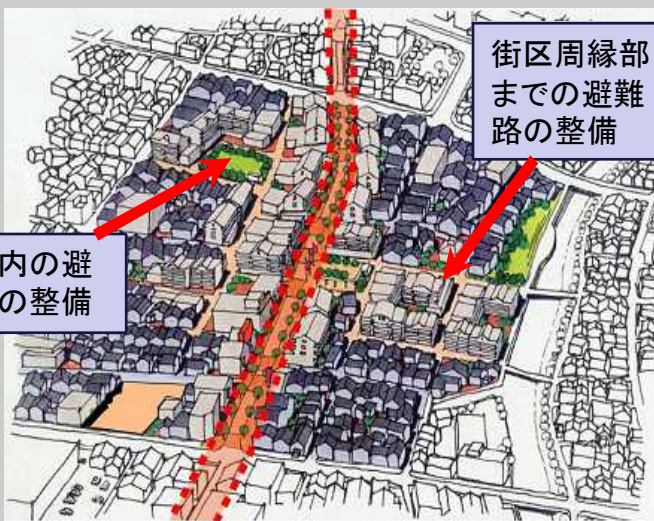 街区周縁部
までの避難
路の整備
内の避
の整備